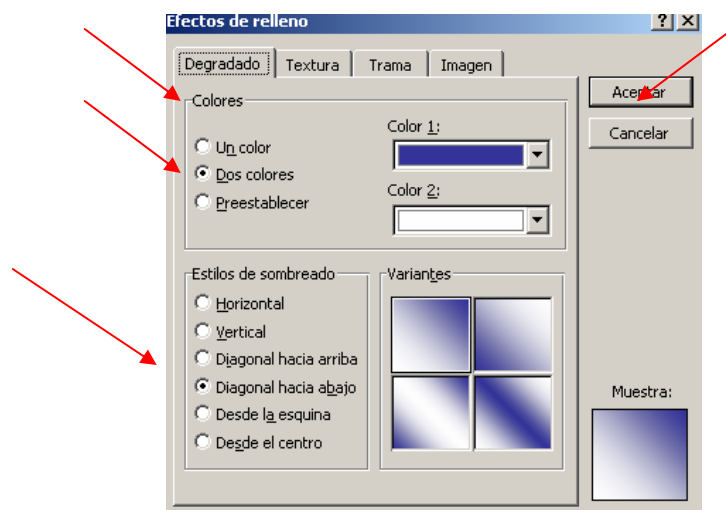 Efectos de relleno
Degradado Textura Trama Imagen
Aceptar
Cancelar
Colores
Un color
Dos colores
Preestablecer
Color 1:
Color 2:
Estilos de sombreado
Horizontal
Vertical
Diagonal hacia arriba
Diagonal hacia abajo
Desde la esquina
Desde el centro
Variantes
Muestra: